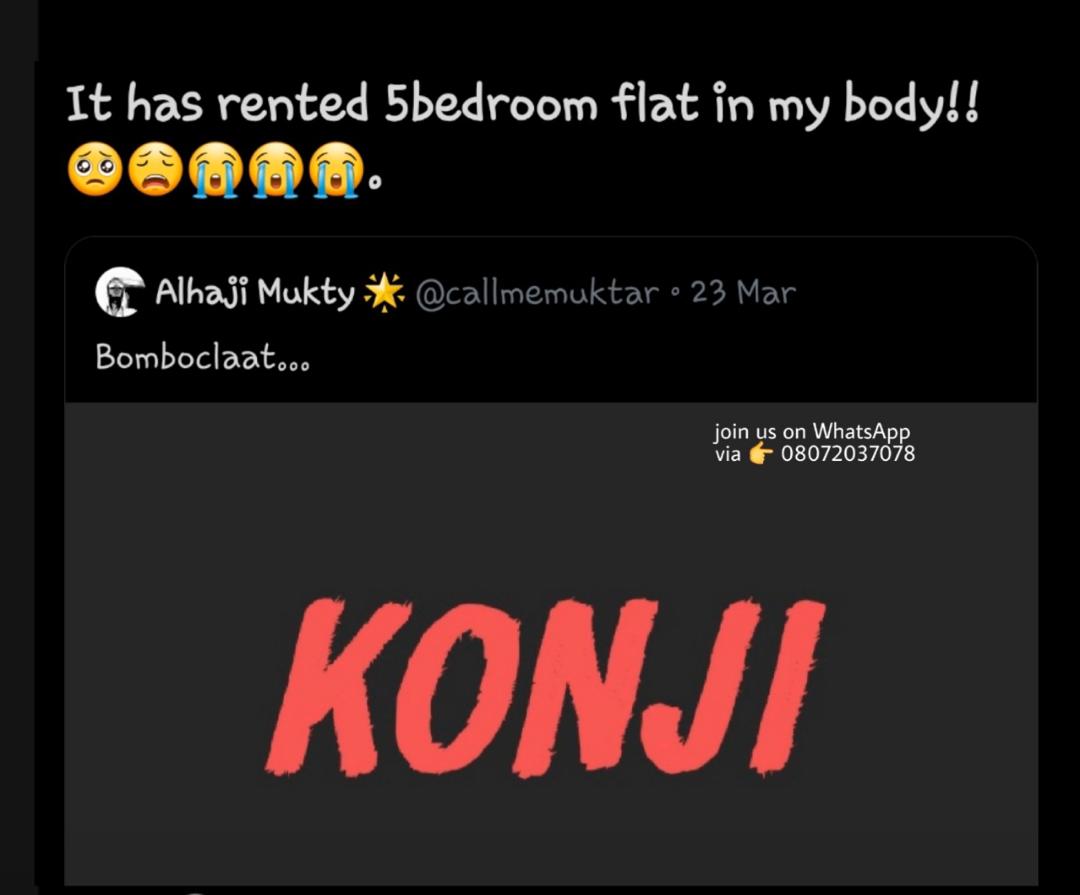 It has rented 5bedroom flat in my body!!
🥺😩😭😭😭.
Alhaji Mukty 🌟 @callmemuktar • 23 Mar
Bomboclaat...
join us on WhatsApp
via 👉 08072037078
KONJI